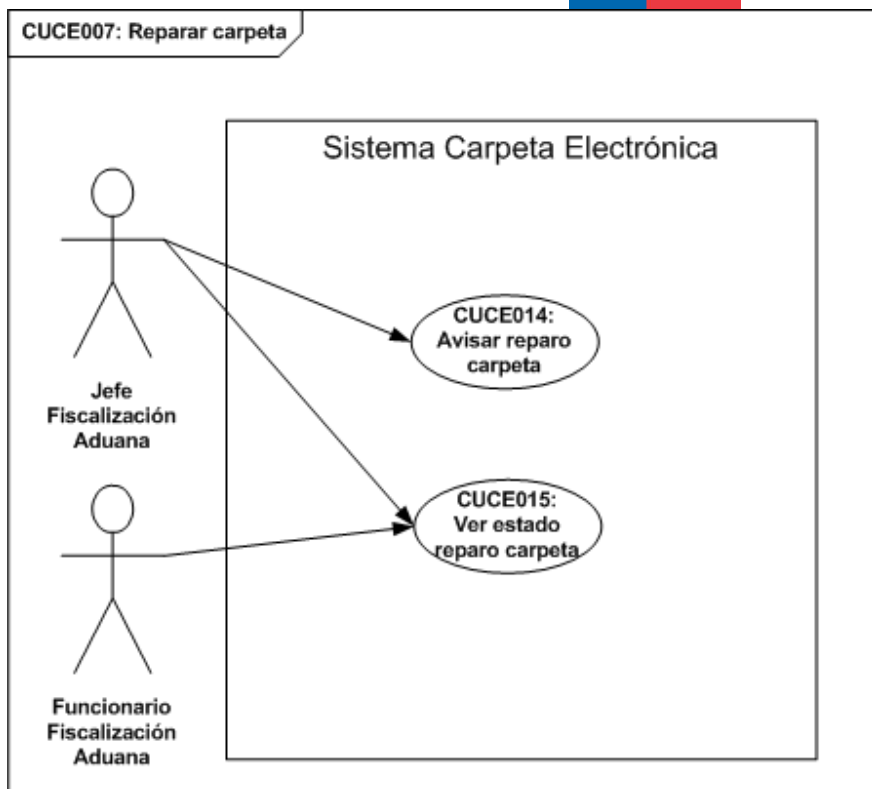 CUCE007: Reparar carpeta
Sistema Carpeta Electrónica
CUCE014:
Avisar reparo
carpeta
Jefe
Fiscalización
Aduana
CUCE015:
Ver estado
reparo carpeta
Funcionario
Fiscalización
Aduana